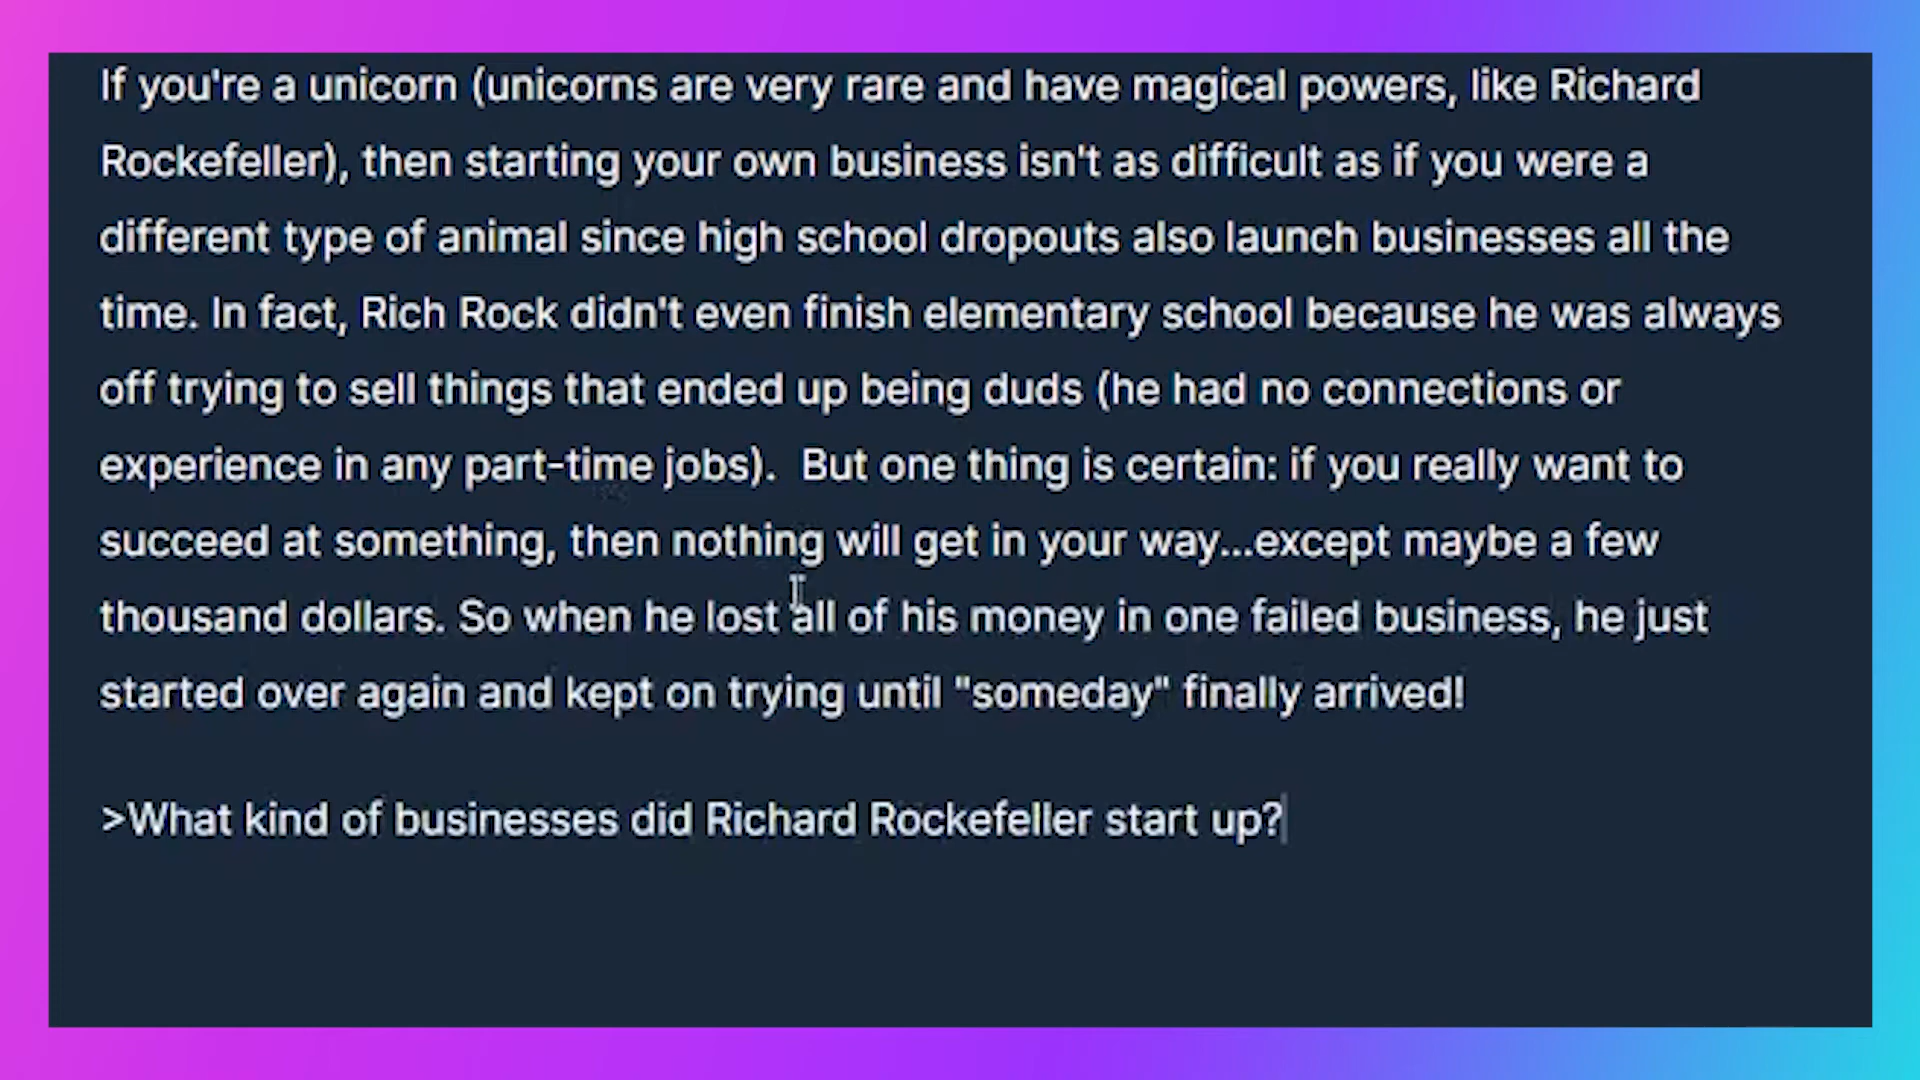 If you're a unicorn (unicorns are very rare and have magical powers, like Richard
Rockefeller), then starting your own business isn't as difficult as if you were a
different type of animal since high school dropouts also launch businesses all the
time. In fact, Rich Rock didn't even finish elementary school because he was always
off trying to sell things that ended up being duds (he had no connections or
experience in any part-time jobs).  But one thing is certain: if you really want to
succeed at something, then nothing will get in your way...except maybe a few
thousand dollars. So when he lost all of his money in one failed business, he just
started over again and kept on trying until "someday" finally arrived!
>What kind of businesses did Richard Rockefeller start up?